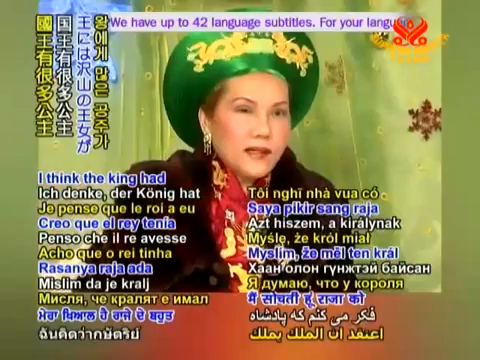 We have up to 42 language subtitles. For your langu
왕에게 많은 공주가
王には沢山の王女が
国王有很多公主
國王有很多公主
I think the king had
Ich denke, der König hat
Je pense que le roi a eu
Creo que el rey tenía
Penso che il re avesse
Acho que o rei tinha
Rasanya raja ada
Mislim da je kralj
Мисля, че кралят е имал
ਮੇਰਾ ਖਿਆਲ ਹੈ ਰਾਜੇ ਦੇ ਬਹੁਤ
ฉันคิดว่ากษัตริย์
Tôi nghĩ nhà vua có
Saya pikir sang raja
Azt hiszem, a királynak
Myślę, że król miał
Myslím, že měl ten král
Хаан олон гүнжтэй байсан
Я думаю, что у короля
मैं सोचती हूं, राजा को
فکر می کنم که پادشاه
اعتقد ان الملك يملك